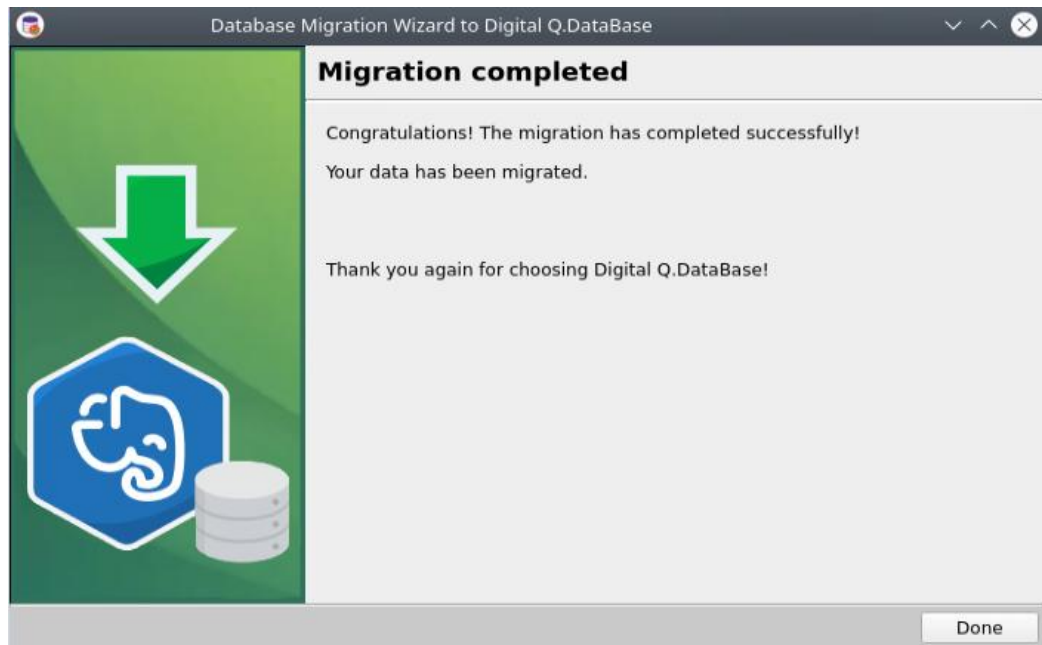 Database Migration Wizard to Digital Q.DataBase
Migration completed
Congratulations! The migration has completed successfully!
Your data has been migrated.
Thank you again for choosing Digital Q.DataBase!
Done